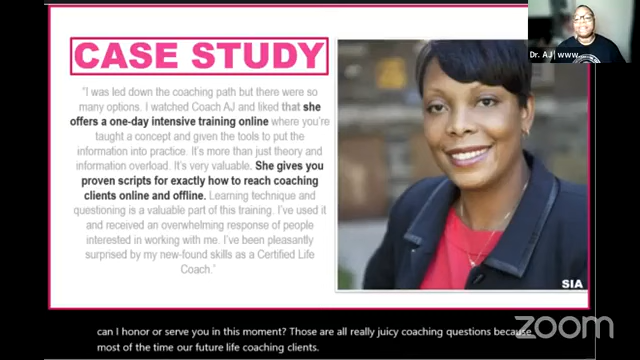 Dr. AJ | www.
CASE STUDY
"I was led down the coaching path but there were so
many options. I watched Coach AJ and liked that she
offers a one-day intensive training online where you're
taught a concept and given the tools to put the
information into practice. It's more than just theory and
information overload. It's very valuable. She gives you
proven scripts for exactly how to reach coaching
clients online and offline. Learning technique and
questioning is a valuable part of this training. I've used it
and received an overwhelming response of people
interested in working with me. I've been pleasantly
surprised by my new-found skills as a Certified Life
Coach."
SIA
can I honor or serve you in this moment? Those are all really juicy coaching questions because
most of the time our future life coaching clients.
zoom